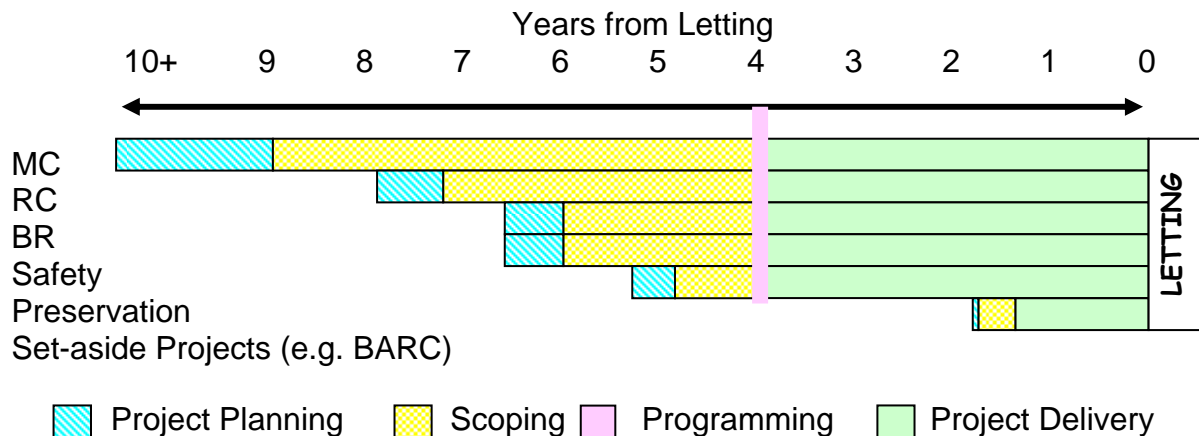 Years from Letting
10+ 9 8 7 6 5 4 3 2 1 0
MC
RC
BR
Safety
Preservation
Set-aside Projects (e.g. BARC)
LETTING
Project Planning Scoping Programming Project Delivery